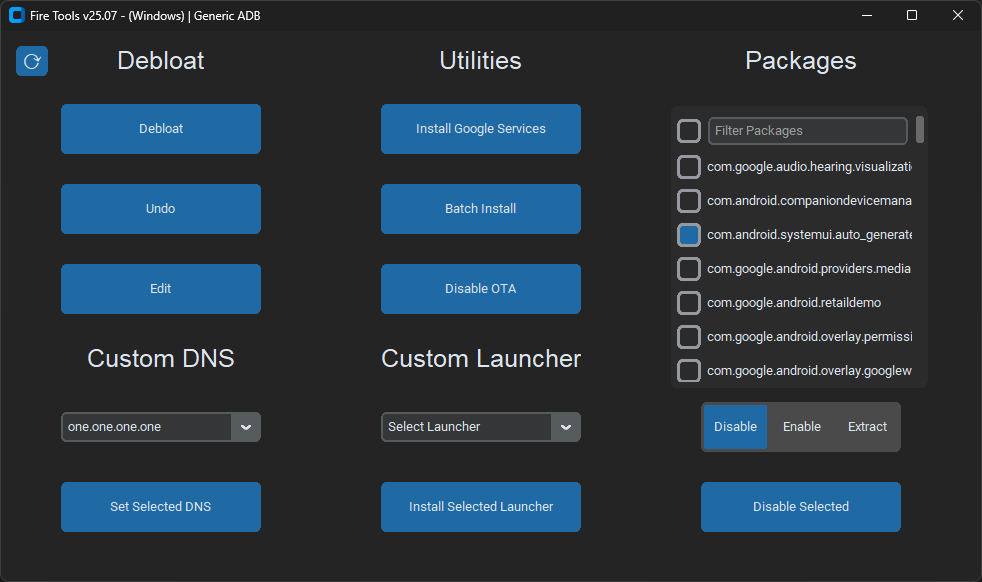 Fire Tools v25.07 - (Windows) | Generic ADB
Debloat
Debloat
Undo
Edit
Custom DNS
one.one.one.one
Set Selected DNS
Utilities
Install Google Services
Batch Install
Disable OTA
Custom Launcher
Select Launcher
Install Selected Launcher
Packages
Filter Packages
com.google.audio.hearing.visualizati
com.android.companiondevicemana
com.android.systemui.auto_generate
com.google.android.providers.media
com.google.android.retaildemo
com.google.android.overlay.permissi
com.google.android.overlay.googlew
Disable Enable Extract
Disable Selected